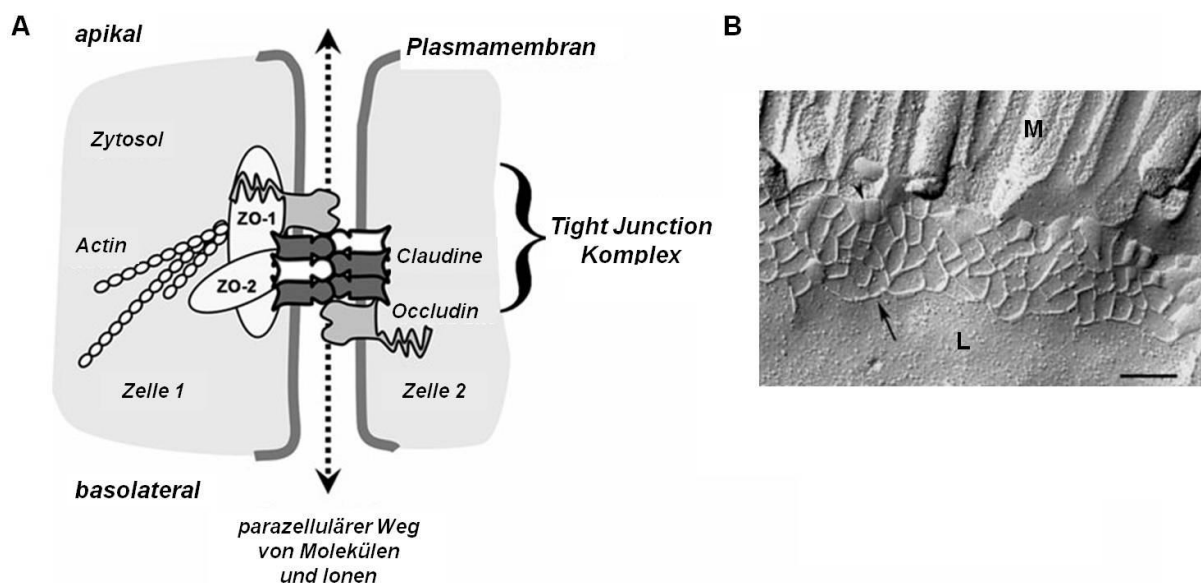 A
apikal
Plasmamembran
Zytosol
ZO-1
Actin
ZO-2
Claudine
Occludin
Tight Junction
Komplex
Zelle 1
Zelle 2
basolateral
parazellulärer Weg
von Molekülen
und Ionen
B
M
L